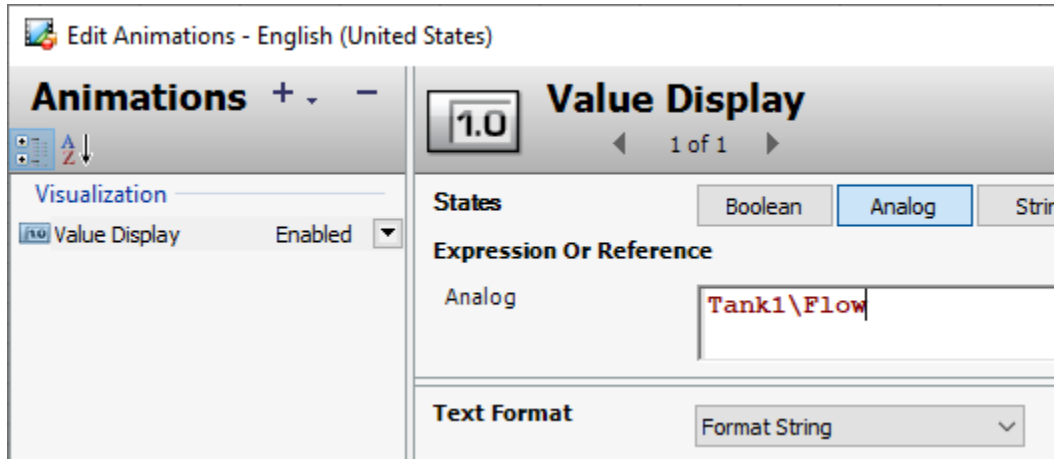 Edit Animations - English (United States)
Animations
Value Display
1.0
1 of 1
A
Z
Visualization
Value Display Enabled
States Boolean Analog Strin
Expression Or Reference
Analog Tank1\Flow
Text Format Format String